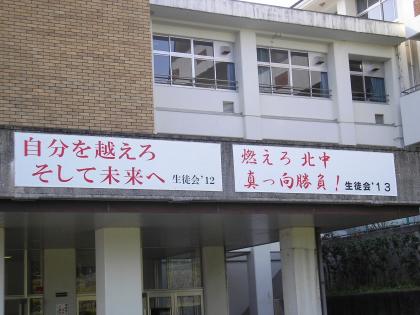 自分を越えろ
そして未来へ 生徒会’12
燃えろ 北中
真っ向勝負! 生徒会’13